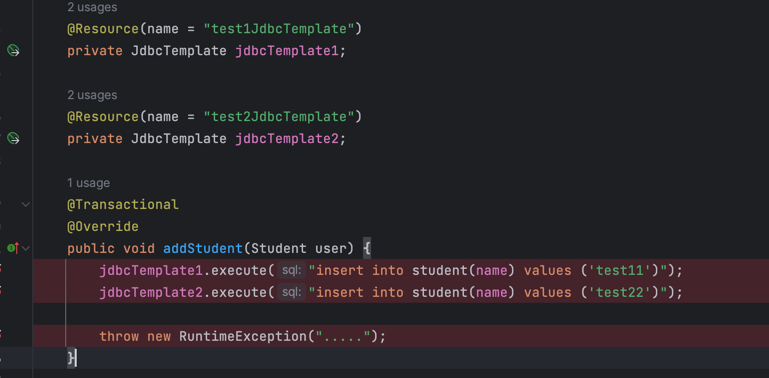 2 usages
@Resource(name = "test1JdbcTemplate")
private JdbcTemplate jdbcTemplate1;
2 usages
@Resource(name = "test2JdbcTemplate")
private JdbcTemplate jdbcTemplate2;
1 usage
@Transactional
@Override
public void addStudent(Student user) {
jdbcTemplate1.execute( sql: "insert into student(name) values ('test11')");
jdbcTemplate2.execute( sql: "insert into student(name) values ('test22')");
throw new RuntimeException(".....");
}